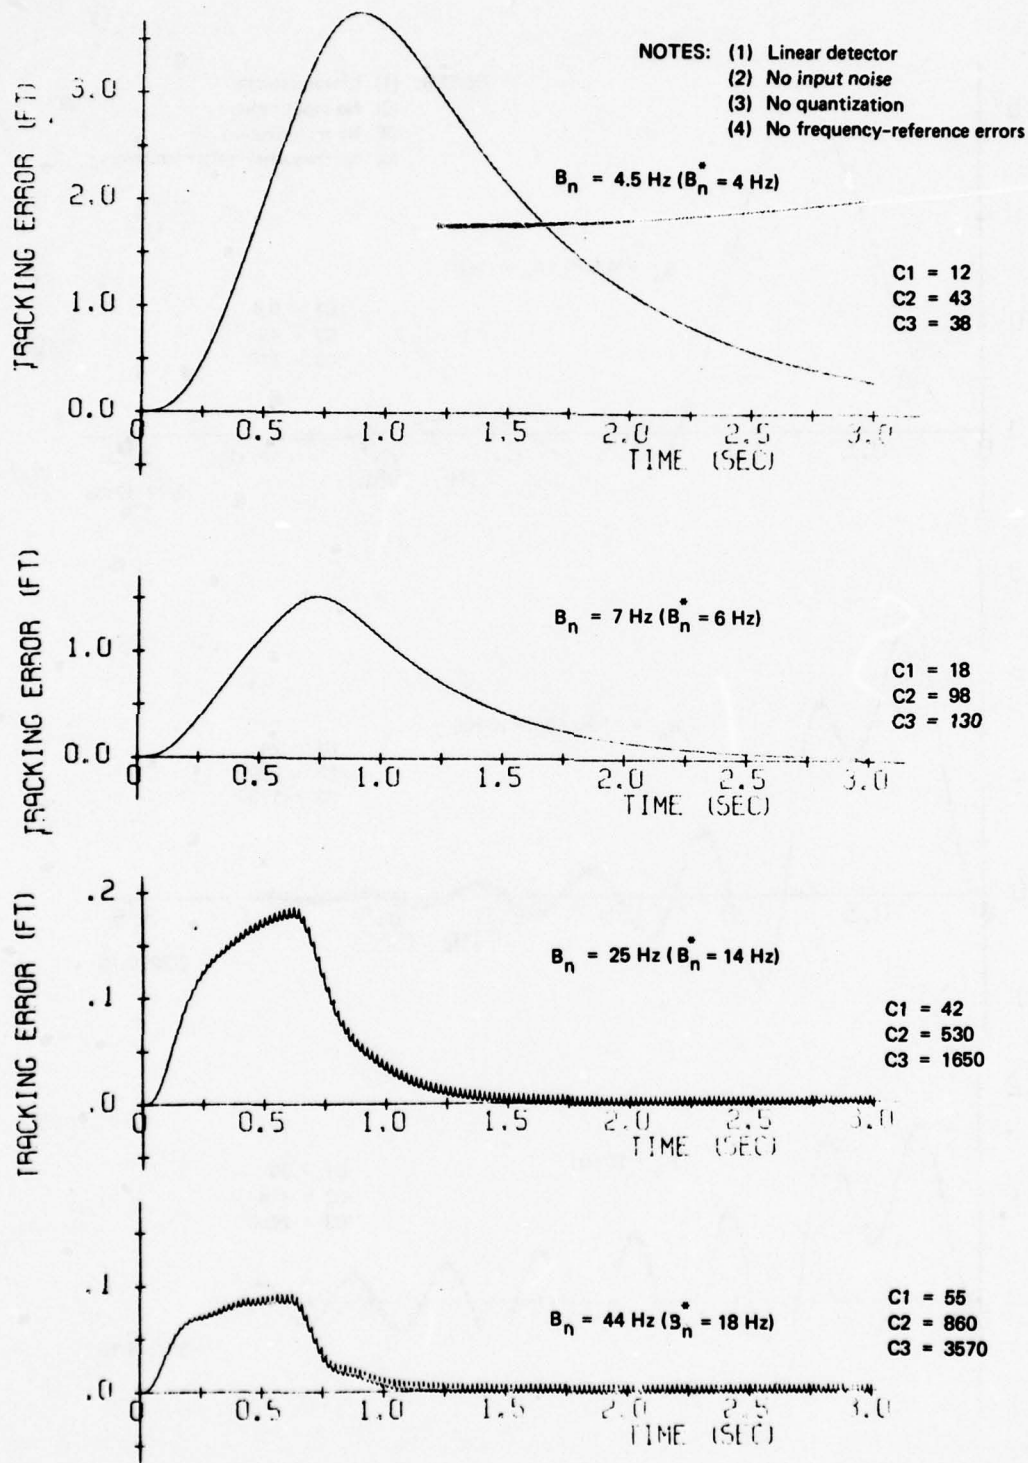 NOTES: (1) Linear detector
(2) No input noise
(3) No quantization
(4) No frequency-reference errors
TRACKING ERROR (FT)
3.0
2.0
1.0
0.0
B_n = 4.5 Hz (B_n^* = 4 Hz)
C1 = 12
C2 = 43
C3 = 38
0 0.5 1.0 1.5 2.0 2.5 3.0
TIME (SEC)
TRACKING ERROR (FT)
1.0
0.0
B_n = 7 Hz (B_n^* = 6 Hz)
C1 = 18
C2 = 98
C3 = 130
0 0.5 1.0 1.5 2.0 2.5 3.0
TIME (SEC)
TRACKING ERROR (FT)
.2
.1
.0
B_n = 25 Hz (B_n^* = 14 Hz)
C1 = 42
C2 = 530
C3 = 1650
0 0.5 1.0 1.5 2.0 2.5 3.0
TIME (SEC)
.1
.0
B_n = 44 Hz (B_n^* = 18 Hz)
C1 = 55
C2 = 860
C3 = 3570
0 0.5 1.0 1.5 2.0 2.5 3.0
TIME (SEC)